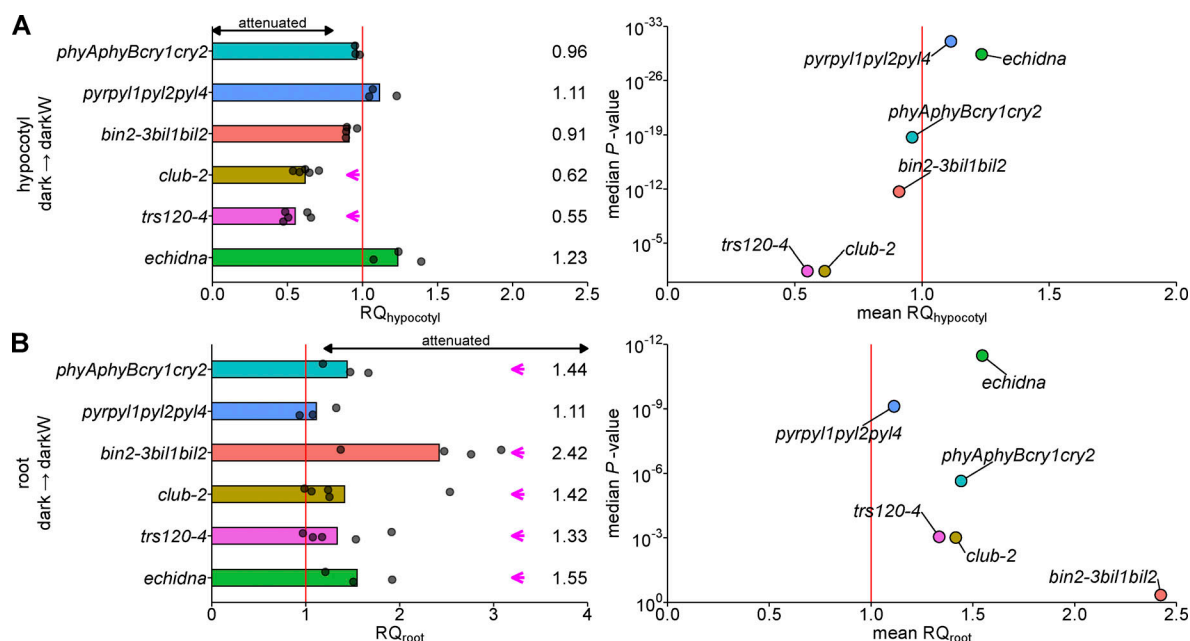 A
attenuated
hypocotyl
dark → darkW
phyAphyBcry1cry2
0.96
pyrpyl1pyl2pyl4
1.11
bin2-3bil1bil2
0.91
club-2
0.62
trs120-4
0.55
echidna
1.23
0.0 0.5 1.0 1.5 2.0 2.5
RQhypocotyl
median P-value
10-33
10-26
10-19
10-12
10-5
pyrpyl1pyl2pyl4
echidna
phyAphyBcry1cry2
bin2-3bil1bil2
trs120-4
club-2
0.0 0.5 1.0 1.5 2.0
mean RQhypocotyl
B
attenuated
root
dark → darkW
phyAphyBcry1cry2
1.44
pyrpyl1pyl2pyl4
1.11
bin2-3bil1bil2
2.42
club-2
1.42
trs120-4
1.33
echidna
1.55
0 1 2 3 4
RQroot
median P-value
10-12
10-9
10-6
10-3
100
echidna
pyrpyl1pyl2pyl4
phyAphyBcry1cry2
trs120-4
club-2
bin2-3bil1bil2
0.0 0.5 1.0 1.5 2.0 2.5
mean RQroot